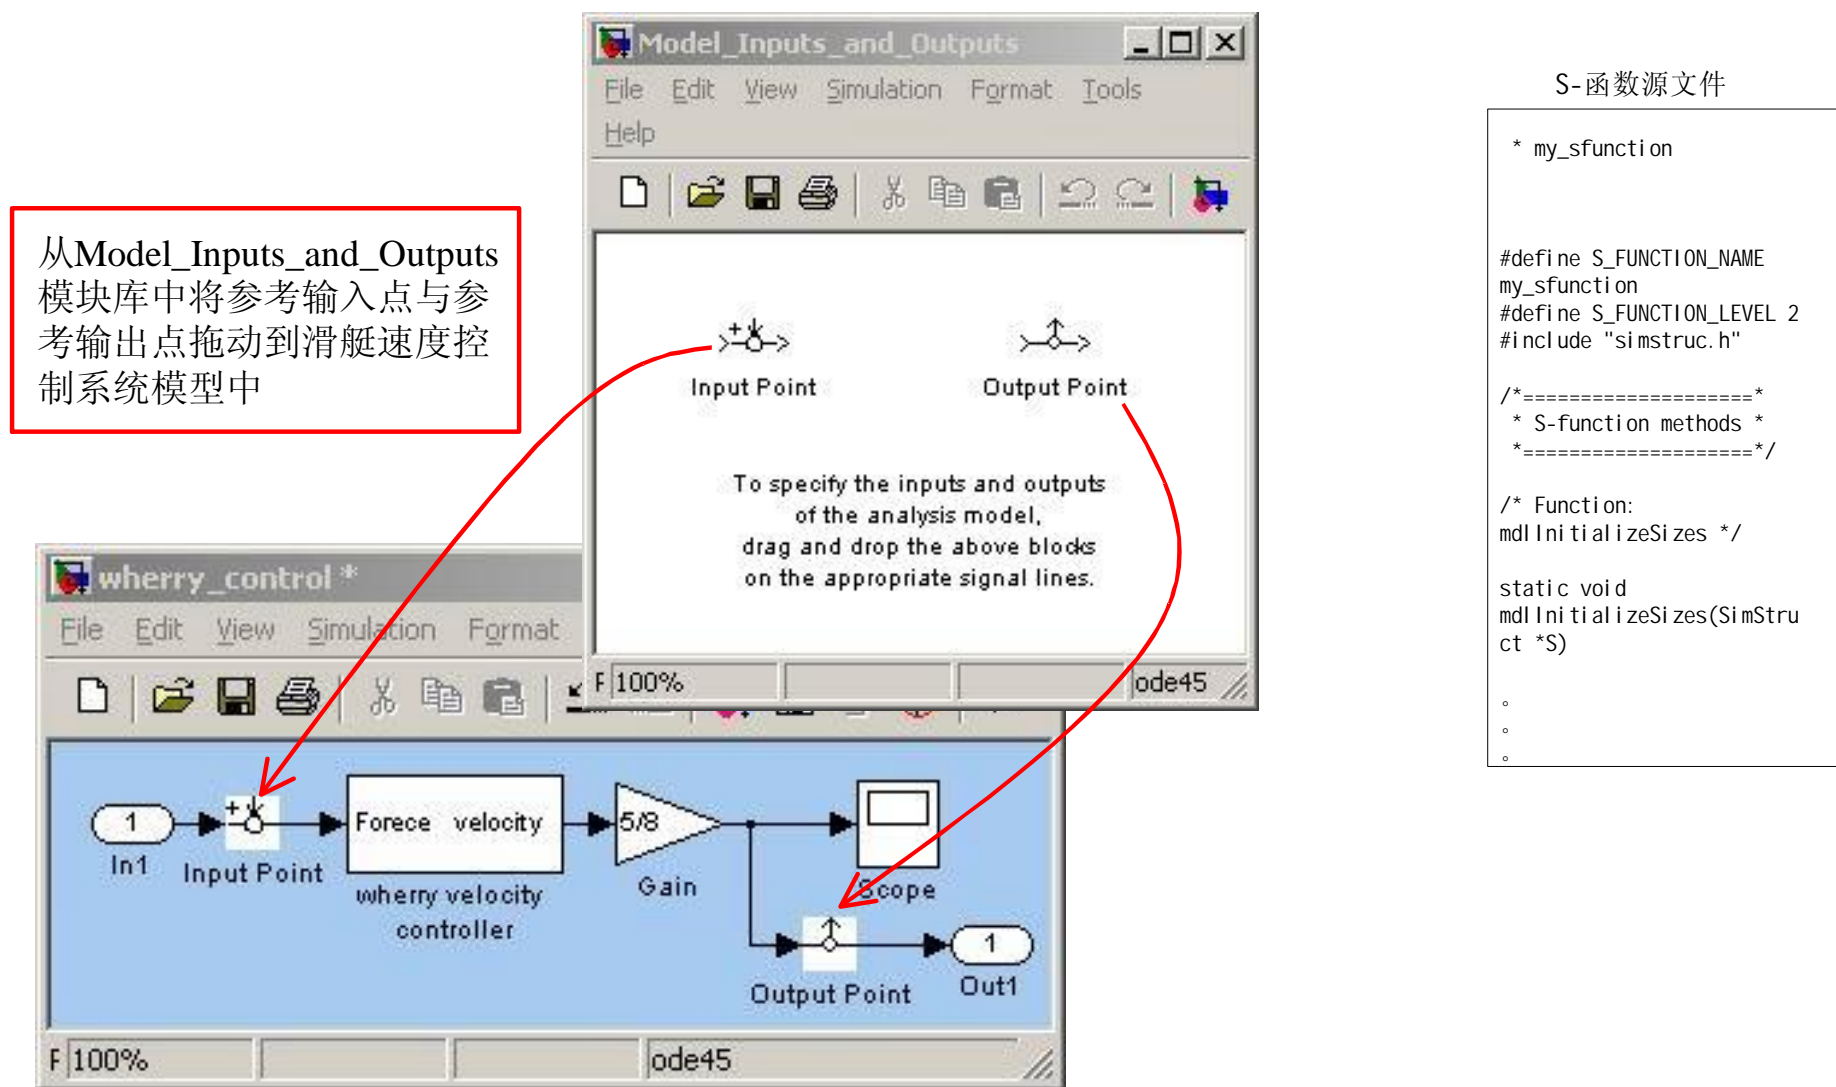 Model_Inputs_and_Outputs
File Edit View Simulation Format Tools
Help
Input Point
Output Point
To specify the inputs and outputs
of the analysis model,
drag and drop the above blocks
on the appropriate signal lines.
F 100% ode45
从Model_Inputs_and_Outputs
模块库中将参考输入点与参
考输出点拖动到滑艇速度控
制系统模型中
wherry_control *
File Edit View Simulation Format
1
In1
Input Point
Forece velocity
wherry velocity
controller
5/8
Gain
Scope
Output Point
1
Out1
F 100% ode45
S-函数源文件
* my_sfunction
#define S_FUNCTION_NAME
my_sfunction
#define S_FUNCTION_LEVEL 2
#include "simstruc.h"
/*====================*
* S-function methods *
*====================*/
/* Function:
mdlInitializeSizes */
static void
mdlInitializeSizes(SimStru
ct *S)
。
。
。